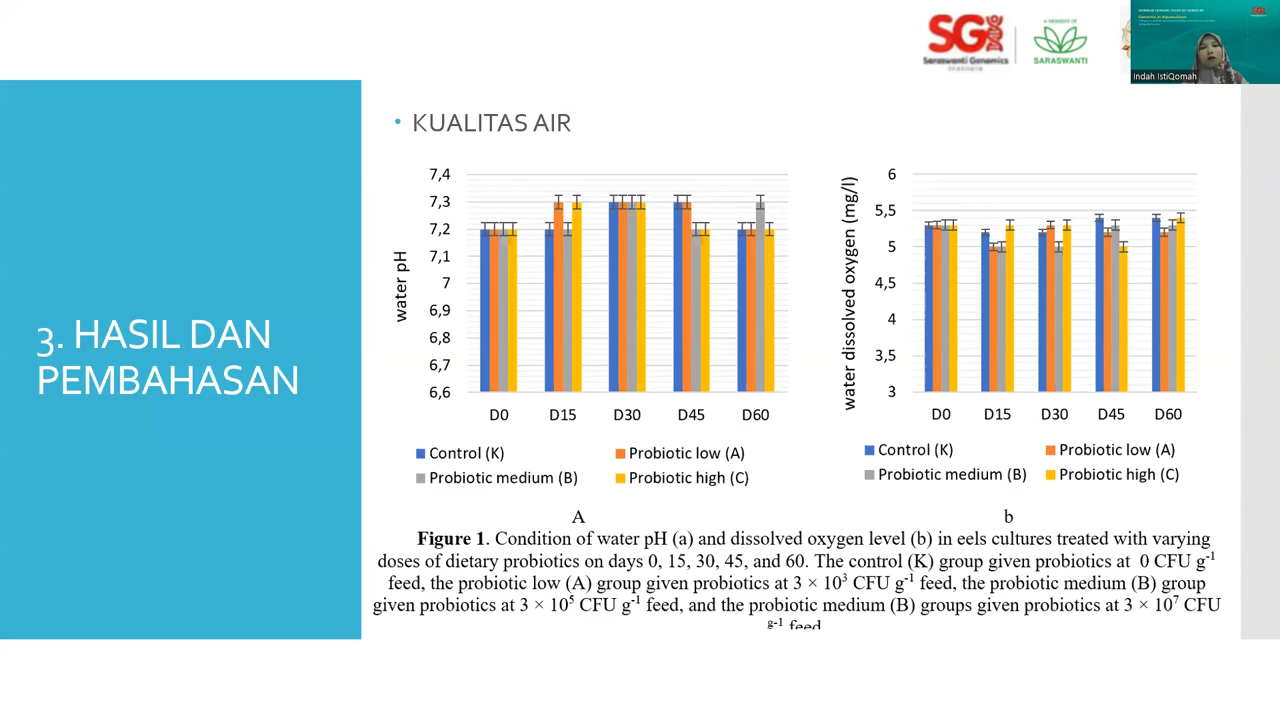 SGi
Saraswanti Genomics
Institute
A MEMBER OF
SARASWANTI
SGi
Genomic in Aquaculture
Indah IstiQomah
• KUALITAS AIR
3. HASIL DAN
PEMBAHASAN
water pH
7,4
7,3
7,2
7,1
7
6,9
6,8
6,7
6,6
D0 D15 D30 D45 D60
Control (K) Probiotic low (A)
Probiotic medium (B) Probiotic high (C)
A
water dissolved oxygen (mg/l)
6
5,5
5
4,5
4
3,5
3
D0 D15 D30 D45 D60
Control (K) Probiotic low (A)
Probiotic medium (B) Probiotic high (C)
b
Figure 1. Condition of water pH (a) and dissolved oxygen level (b) in eels cultures treated with varying
doses of dietary probiotics on days 0, 15, 30, 45, and 60. The control (K) group given probiotics at 0 CFU g⁻¹
feed, the probiotic low (A) group given probiotics at 3 × 10³ CFU g⁻¹ feed, the probiotic medium (B) group
given probiotics at 3 × 10⁵ CFU g⁻¹ feed, and the probiotic medium (B) groups given probiotics at 3 × 10⁷ CFU
g⁻¹ feed